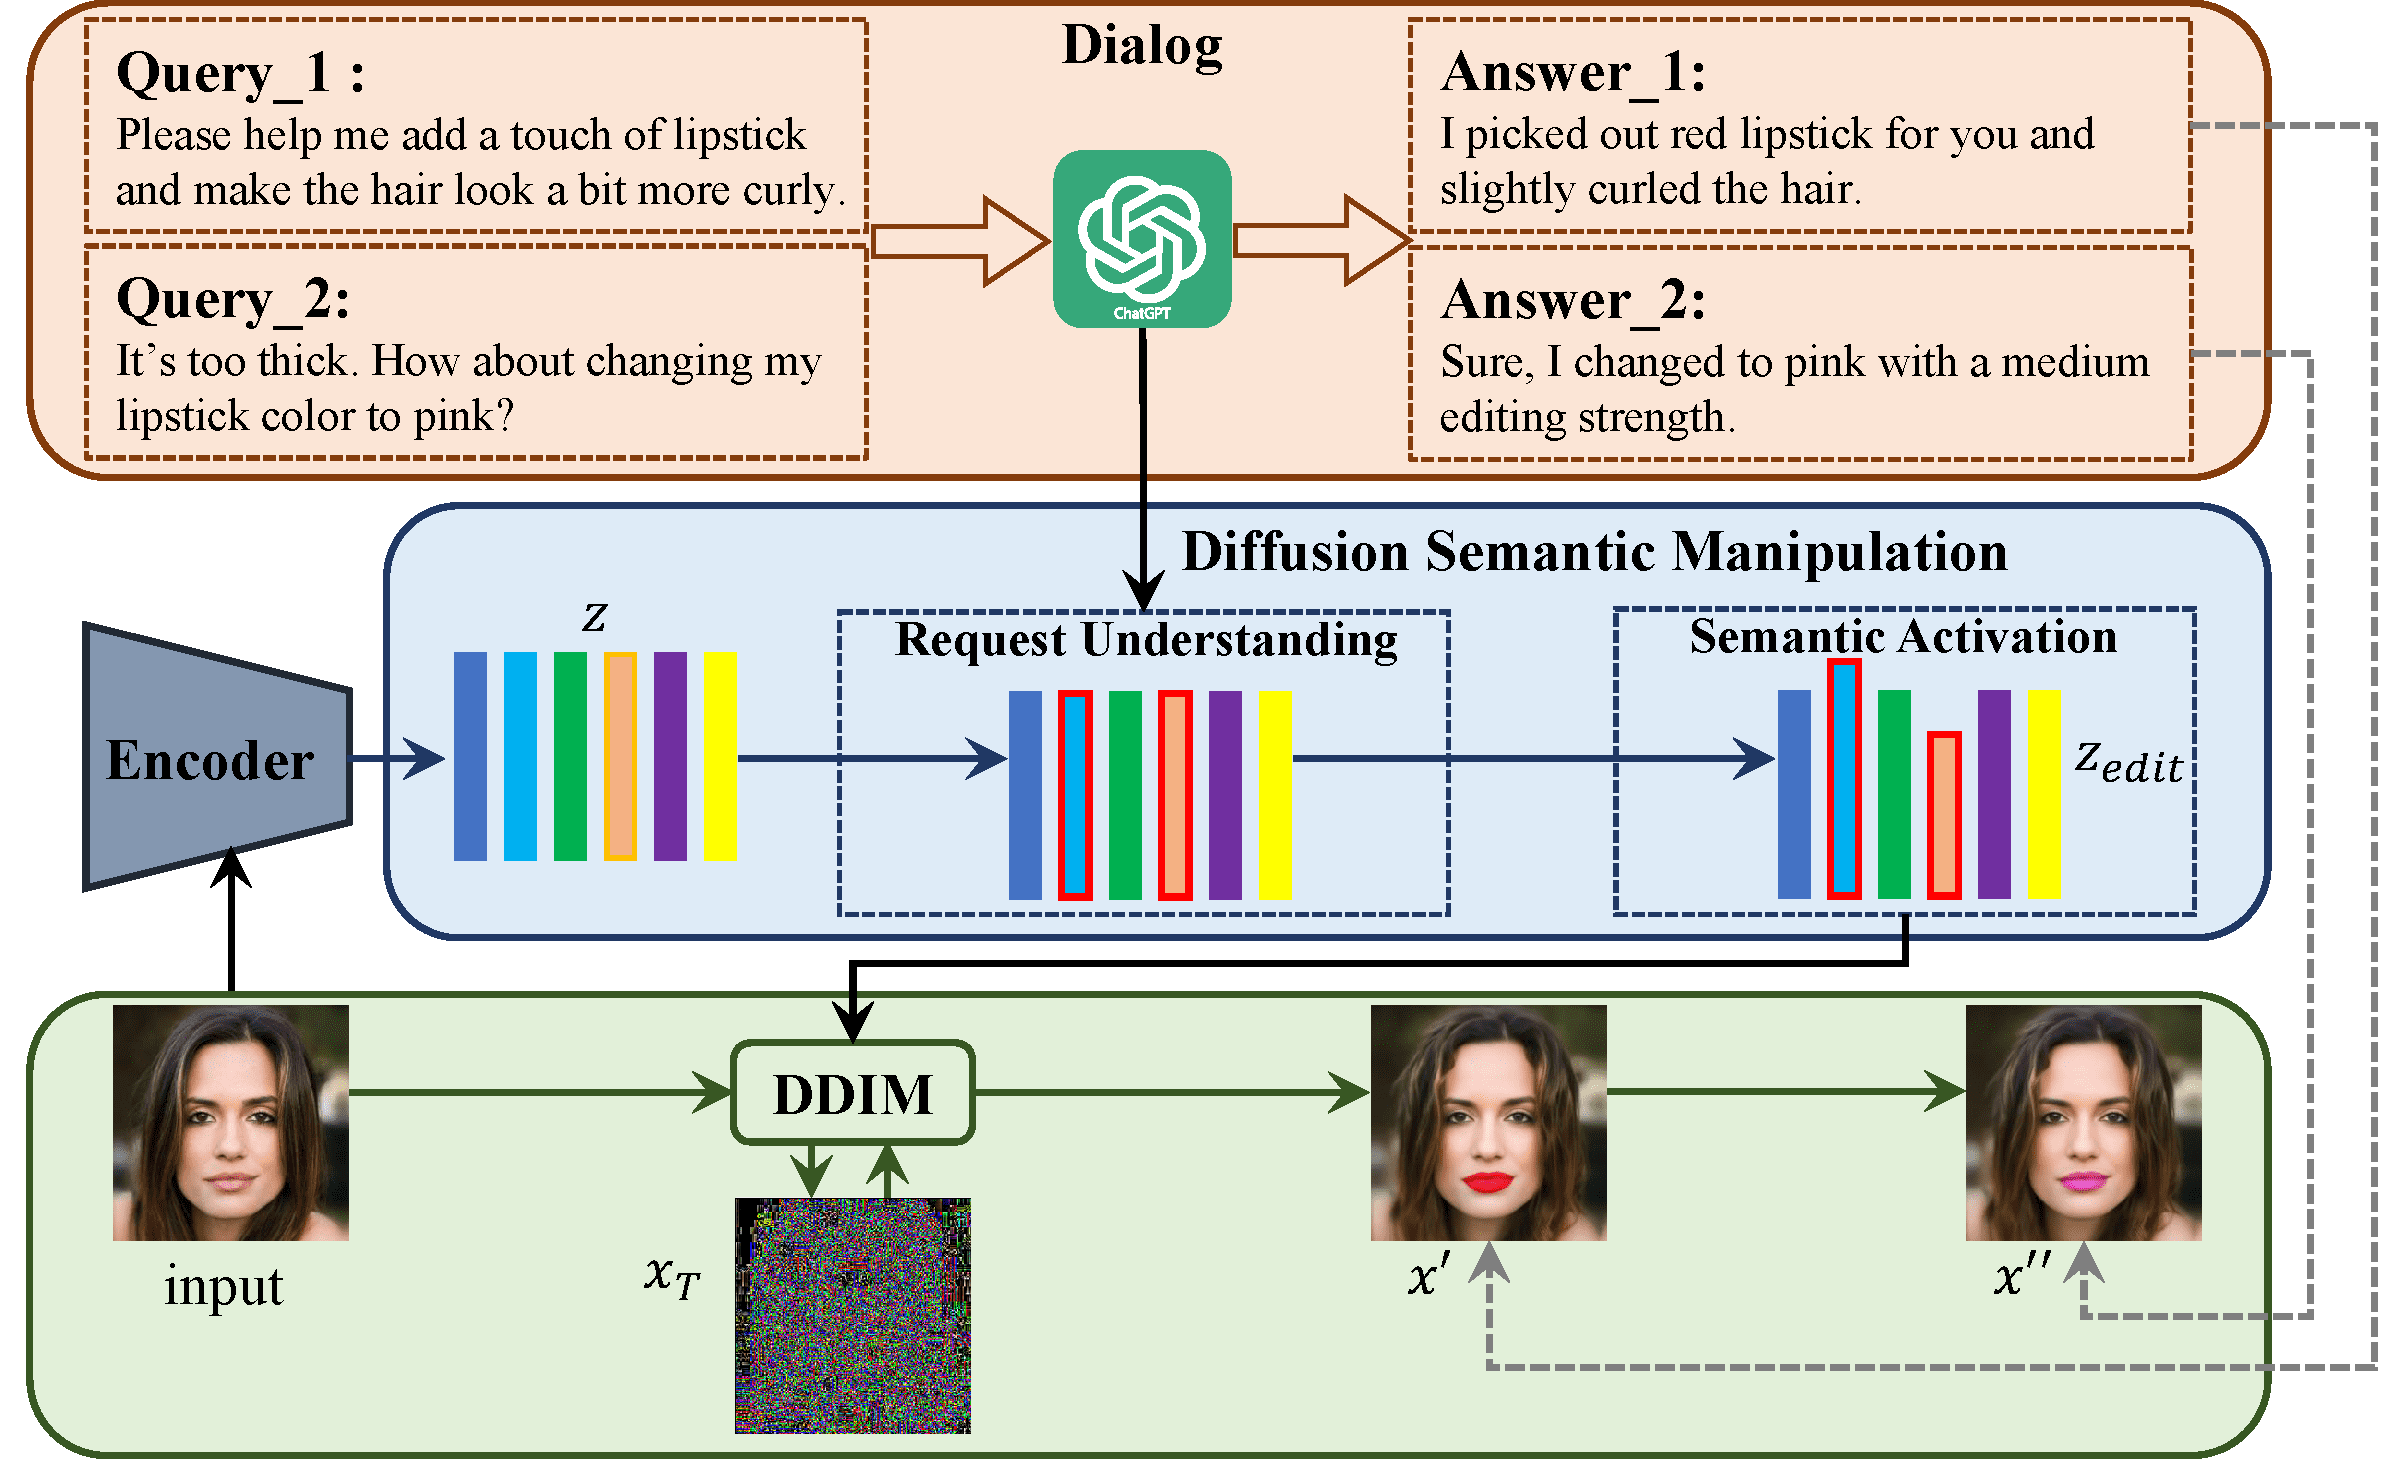 Dialog
Query_1 :
Please help me add a touch of lipstick
and make the hair look a bit more curly.
Query_2:
It’s too thick. How about changing my
lipstick color to pink?
ChatGPT
Answer_1:
I picked out red lipstick for you and
slightly curled the hair.
Answer_2:
Sure, I changed to pink with a medium
editing strength.
Diffusion Semantic Manipulation
Encoder
z
Request Understanding
Semantic Activation
z_edit
input
DDIM
x_T
x′
x′′